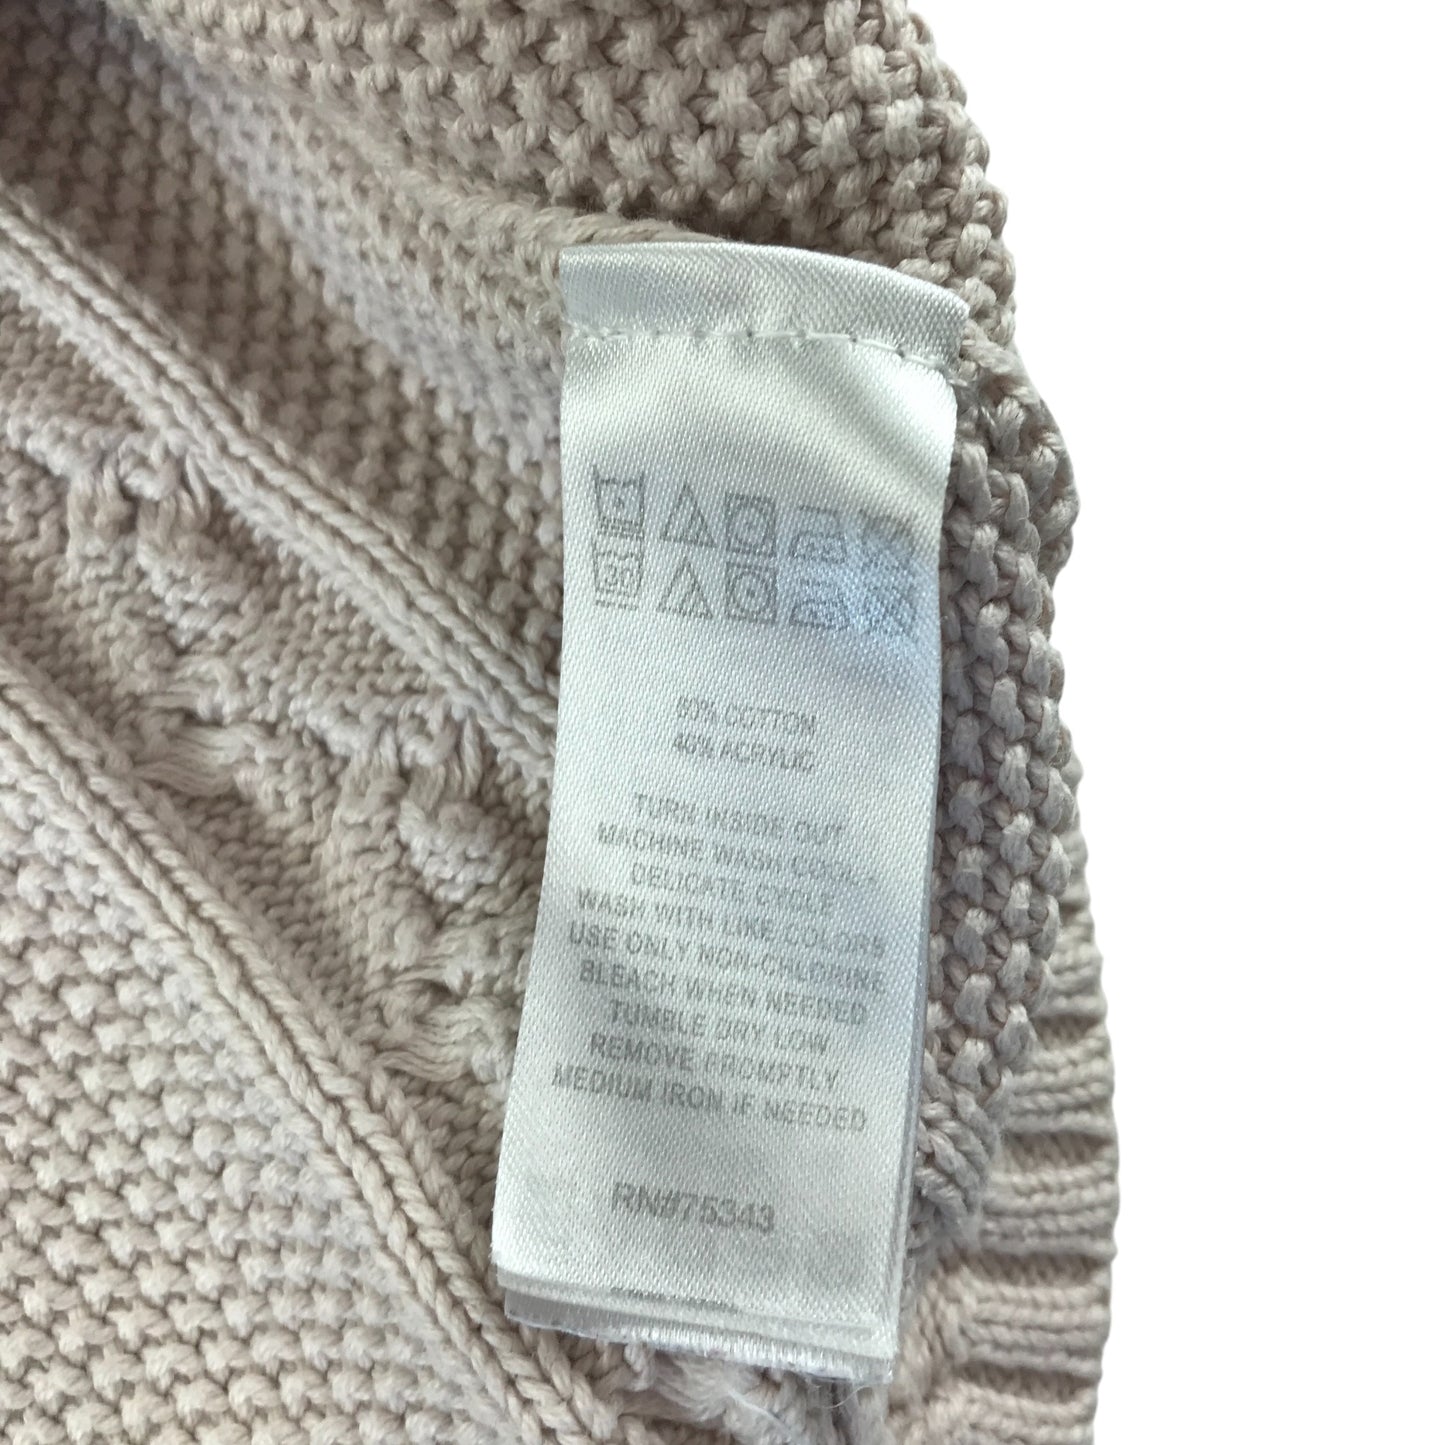 30
% COTTON
40% ACRYLIC
TURN INSIDE OUT
MACHINE WASH COLD
DELICATE CYCLE
WASH WITH LIKE COLORS
USE ONLY NON-CHLORINE
BLEACH WHEN NEEDED
TUMBLE DRY LOW
REMOVE PROMPTLY
MEDIUM IRON IF NEEDED
RN#75343